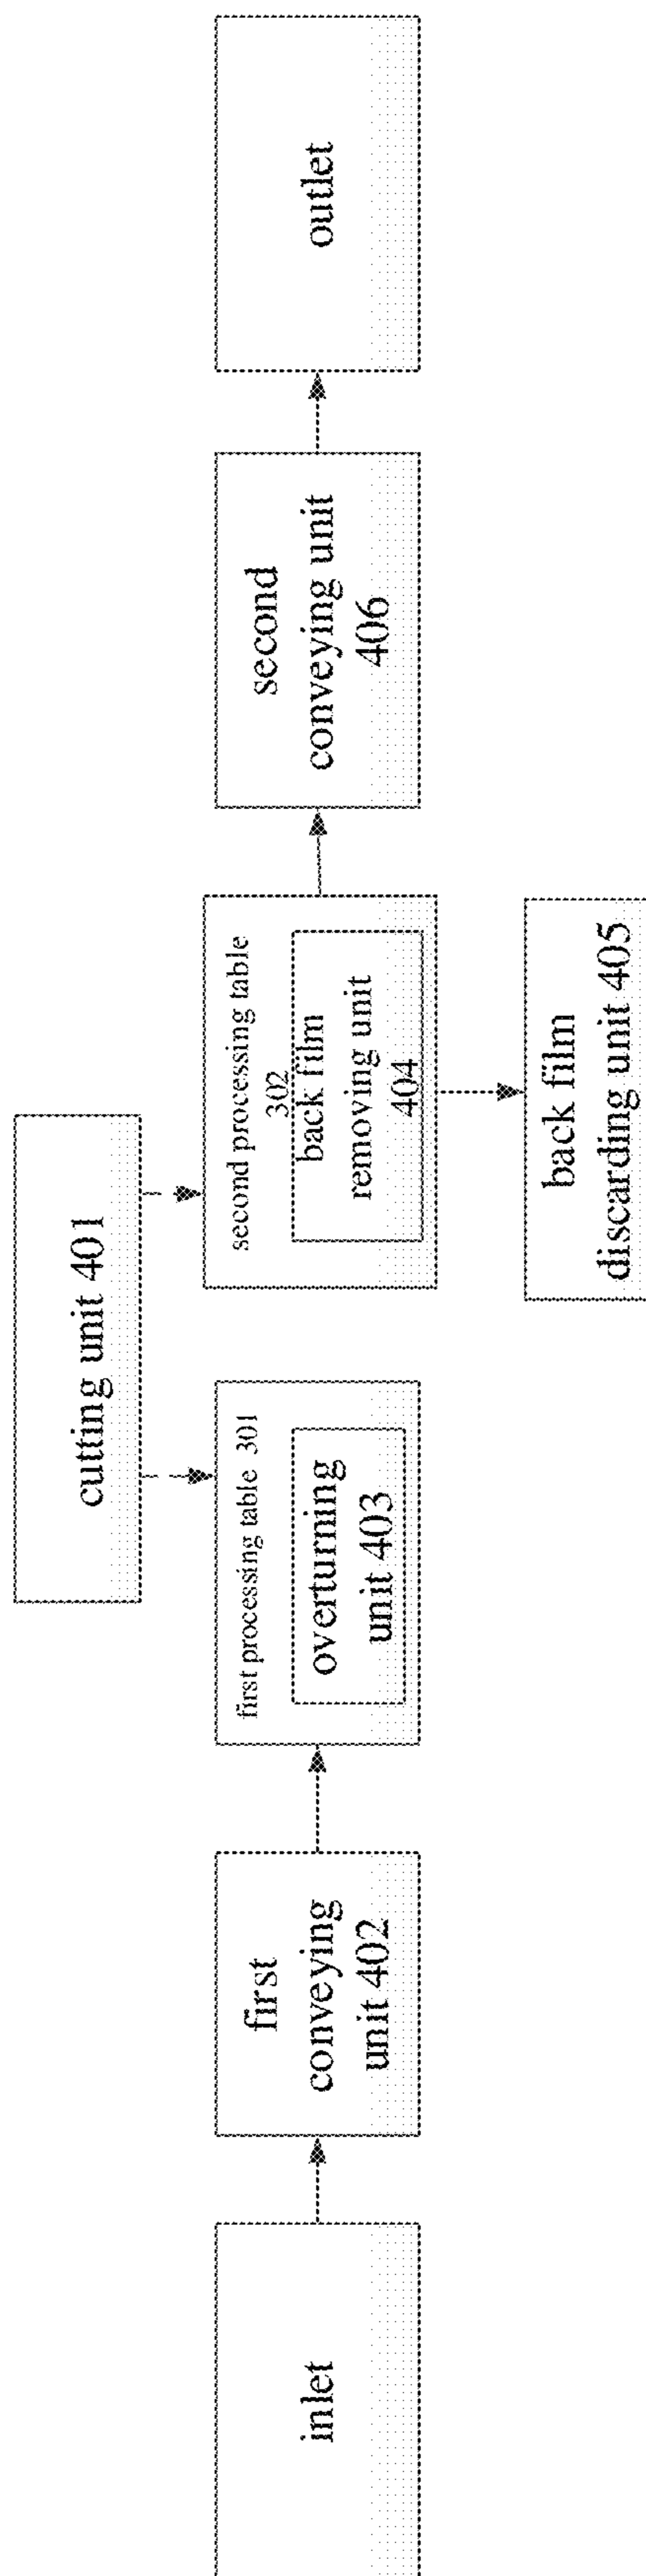 cutting unit 401
inlet
first
conveying
unit 402
first processing table 301
overturning
unit 403
second processing table
302
back film
removing unit
404
second
conveying unit
406
outlet
back film
discarding unit 405